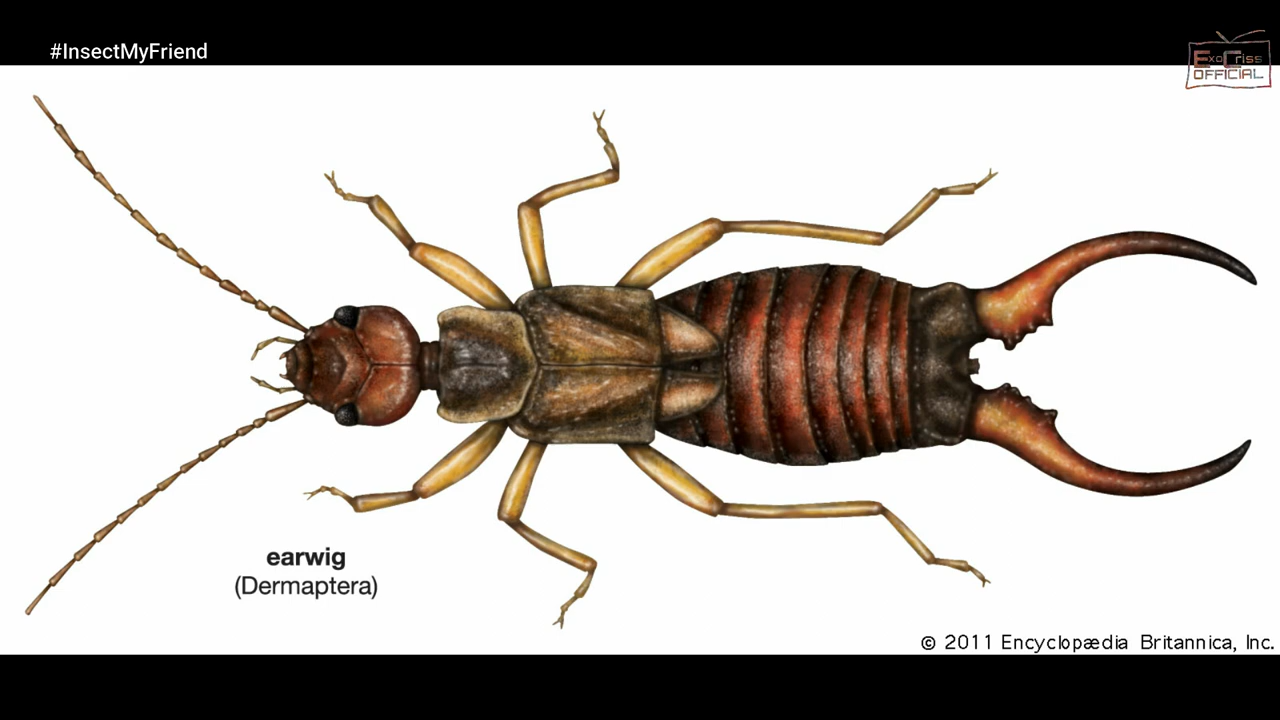 #InsectMyFriend
ExoCriss
OFFICIAL
earwig
(Dermaptera)
© 2011 Encyclopædia Britannica, Inc.